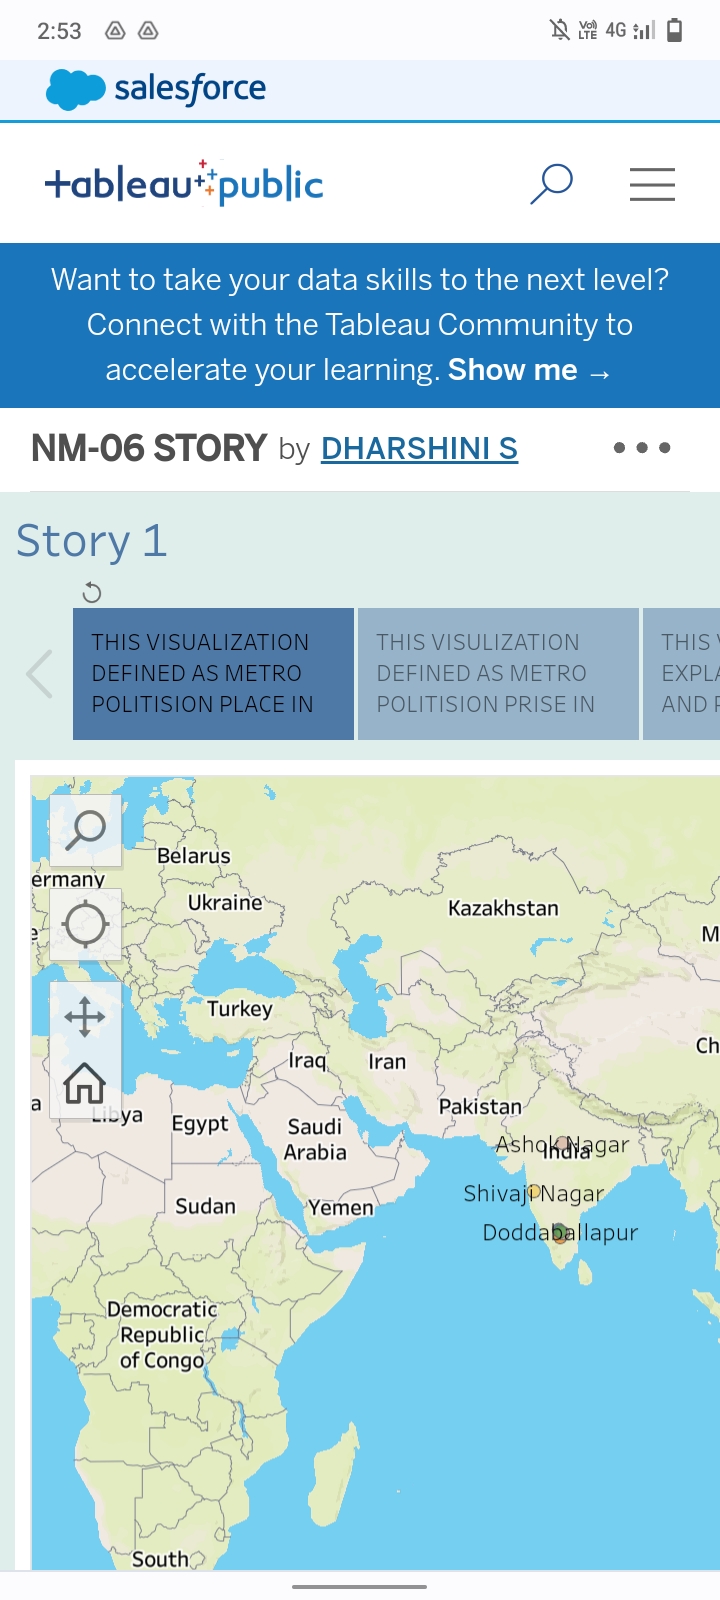 2:53
Vo)
LTE
4G
salesforce
+ableau public
Want to take your data skills to the next level?
Connect with the Tableau Community to
accelerate your learning. Show me →
NM-06 STORY by DHARSHINI S
Story 1
THIS VISUALIZATION
DEFINED AS METRO
POLITISION PLACE IN
THIS VISULIZATION
DEFINED AS METRO
POLITISION PRISE IN
THIS
EXPLA
AND
Belarus
ermany
Ukraine
Kazakhstan
M
Turkey
Ch
Iraq
Iran
a
Libya
Egypt
Saudi
Arabia
Pakistan
Ashok Nagar
India
Shivaji Nagar
Sudan
Yemen
Doddaballapur
Democratic
Republic
of Congo
South